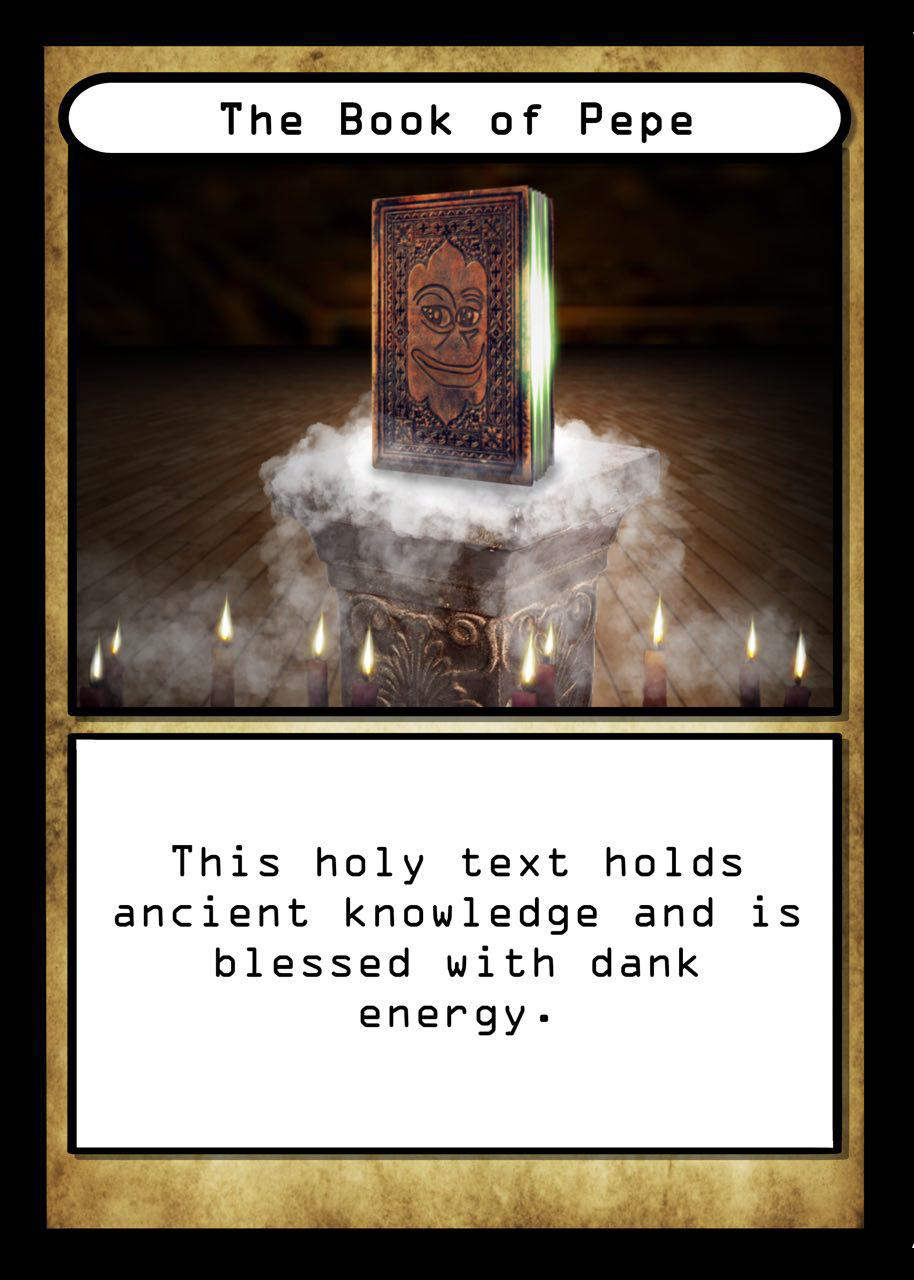 The Book of Pepe
This holy text holds
ancient knowledge and is
blessed with dank
energy.